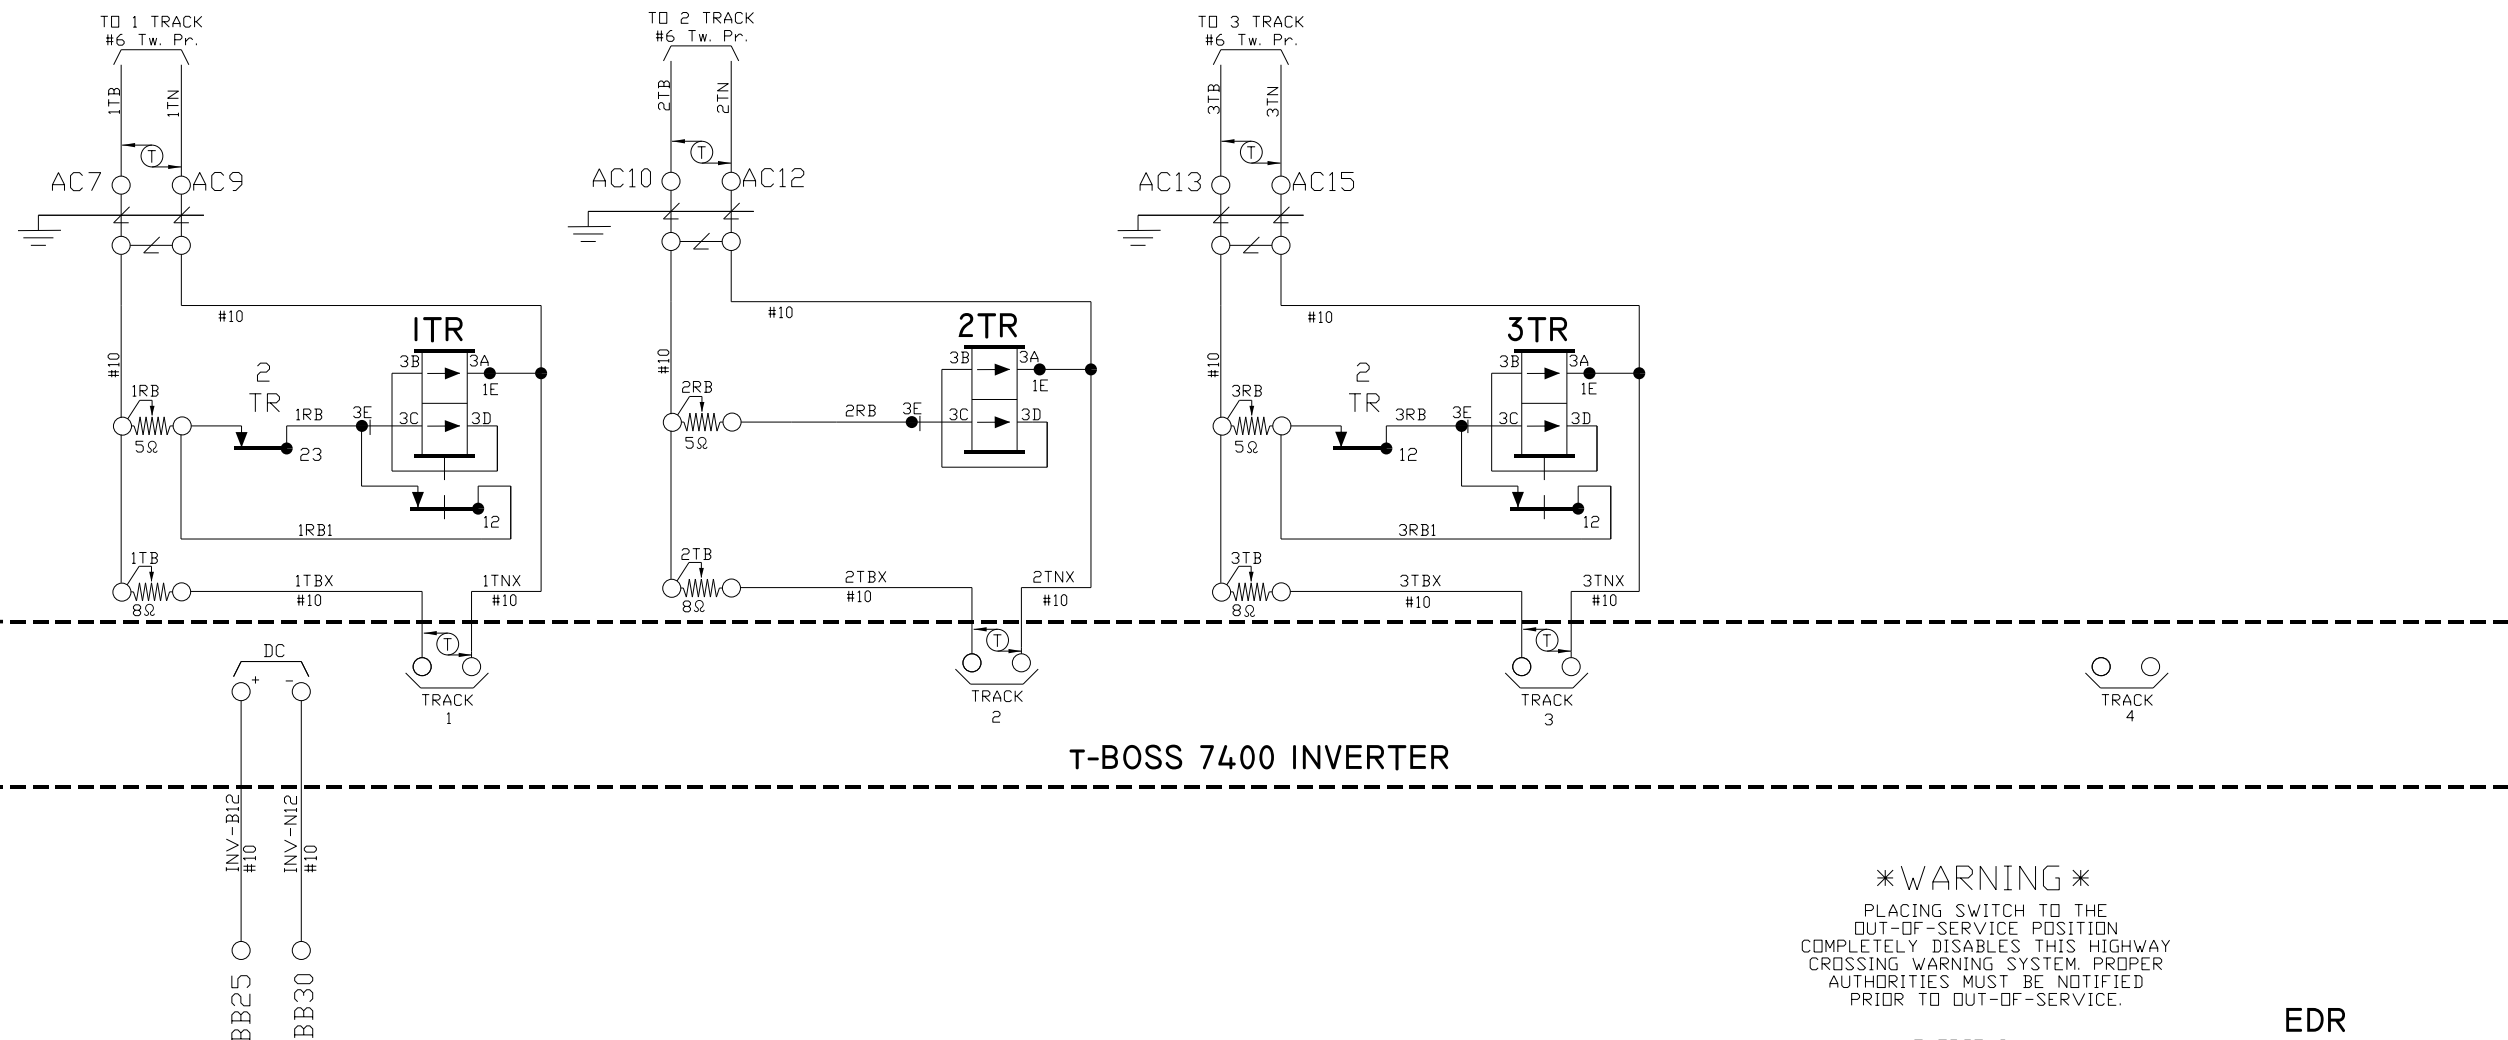 TO 1 TRACK
#6 Tw. Pr.
1TB
1TN
T
AC7
AC9
#10
#10
1TR
3B
3A
1E
2
TR
1RB
5Ω
1RB
3E
3C
3D
23
12
1RB1
1TB
8Ω
1TBX
#10
1TNX
#10
T
TRACK
1
TO 2 TRACK
#6 Tw. Pr.
2TB
2TN
T
AC10
AC12
#10
#10
2TR
3B
3A
1E
2RB
5Ω
2RB
3E
3C
3D
2TB
8Ω
2TBX
#10
2TNX
#10
T
TRACK
2
TO 3 TRACK
#6 Tw. Pr.
3TB
3TN
T
AC13
AC15
#10
#10
3TR
3B
3A
1E
2
TR
3RB
5Ω
3RB
3E
3C
3D
12
12
3RB1
3TB
8Ω
3TBX
#10
3TNX
#10
T
TRACK
3
TRACK
4
DC
+ -
T-BOSS 7400 INVERTER
INV-B12
#10
INV-N12
#10
BB25
BB30
*WARNING*
PLACING SWITCH TO THE
OUT-OF-SERVICE POSITION
COMPLETELY DISABLES THIS HIGHWAY
CROSSING WARNING SYSTEM. PROPER
AUTHORITIES MUST BE NOTIFIED
PRIOR TO OUT-OF-SERVICE.
EDR